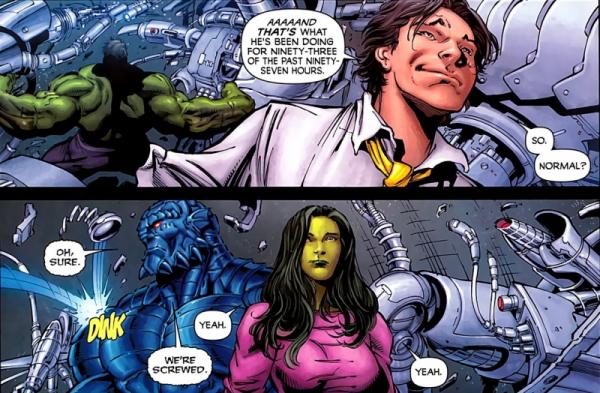 AAAAAND
THAT'S WHAT
HE'S BEEN DOING
FOR NINETY-THREE
OF THE PAST NINETY-
SEVEN HOURS.
SO.
NORMAL?
OH,
SURE.
DINK
YEAH.
WE'RE
SCREWED.
YEAH.